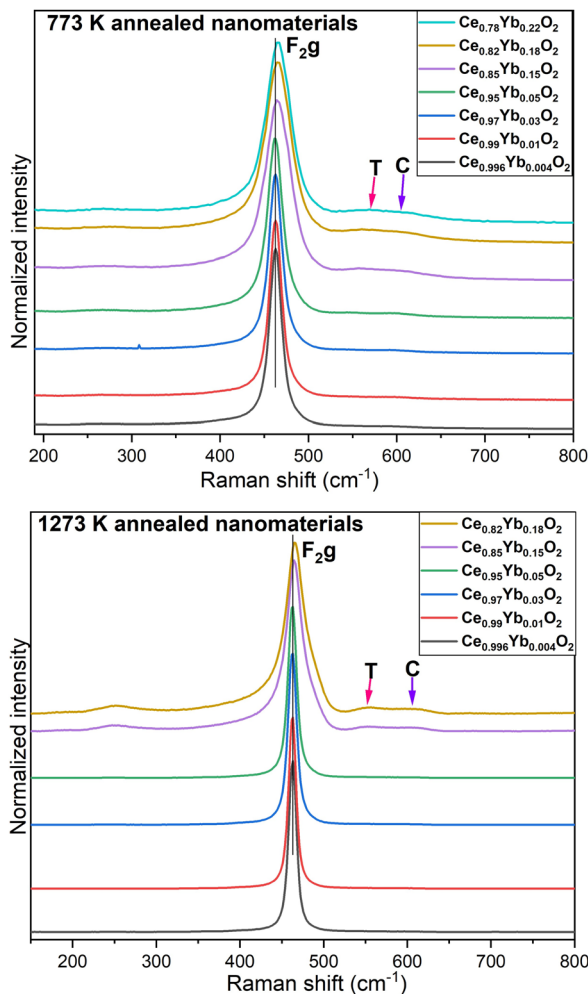 773 K annealed nanomaterials
F₂g
Ce₀.₇₈Yb₀.₂₂O₂
Ce₀.₈₂Yb₀.₁₈O₂
Ce₀.₈₅Yb₀.₁₅O₂
Ce₀.₉₅Yb₀.₀₅O₂
Ce₀.₉₇Yb₀.₀₃O₂
Ce₀.₉₉Yb₀.₀₁O₂
Ce₀.₉₉₆Yb₀.₀₀₄O₂
T C
Normalized intensity
200 300 400 500 600 700 800
Raman shift (cm⁻¹)
1273 K annealed nanomaterials
F₂g
Ce₀.₈₂Yb₀.₁₈O₂
Ce₀.₈₅Yb₀.₁₅O₂
Ce₀.₉₅Yb₀.₀₅O₂
Ce₀.₉₇Yb₀.₀₃O₂
Ce₀.₉₉Yb₀.₀₁O₂
Ce₀.₉₉₆Yb₀.₀₀₄O₂
T C
Normalized intensity
200 300 400 500 600 700 800
Raman shift (cm⁻¹)